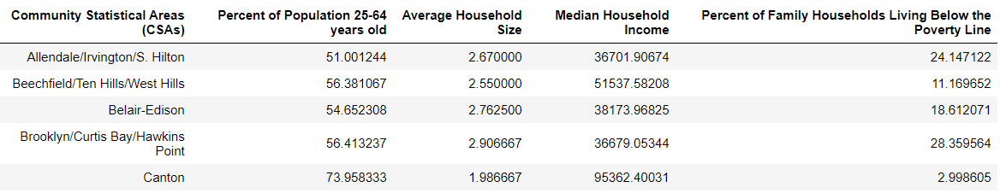 Community Statistical Areas (CSAs) Percent of Population 25-64 years old Average Household Size Median Household Income Percent of Family Households Living Below the Poverty Line
Allendale/Irvington/S. Hilton 51.001244 2.670000 36701.90674 24.147122
Beechfield/Ten Hills/West Hills 56.381067 2.550000 51537.58208 11.169652
Belair-Edison 54.652308 2.762500 38173.96825 18.612071
Brooklyn/Curtis Bay/Hawkins Point 56.413237 2.906667 36679.05344 28.359564
Canton 73.958333 1.986667 95362.40031 2.998605